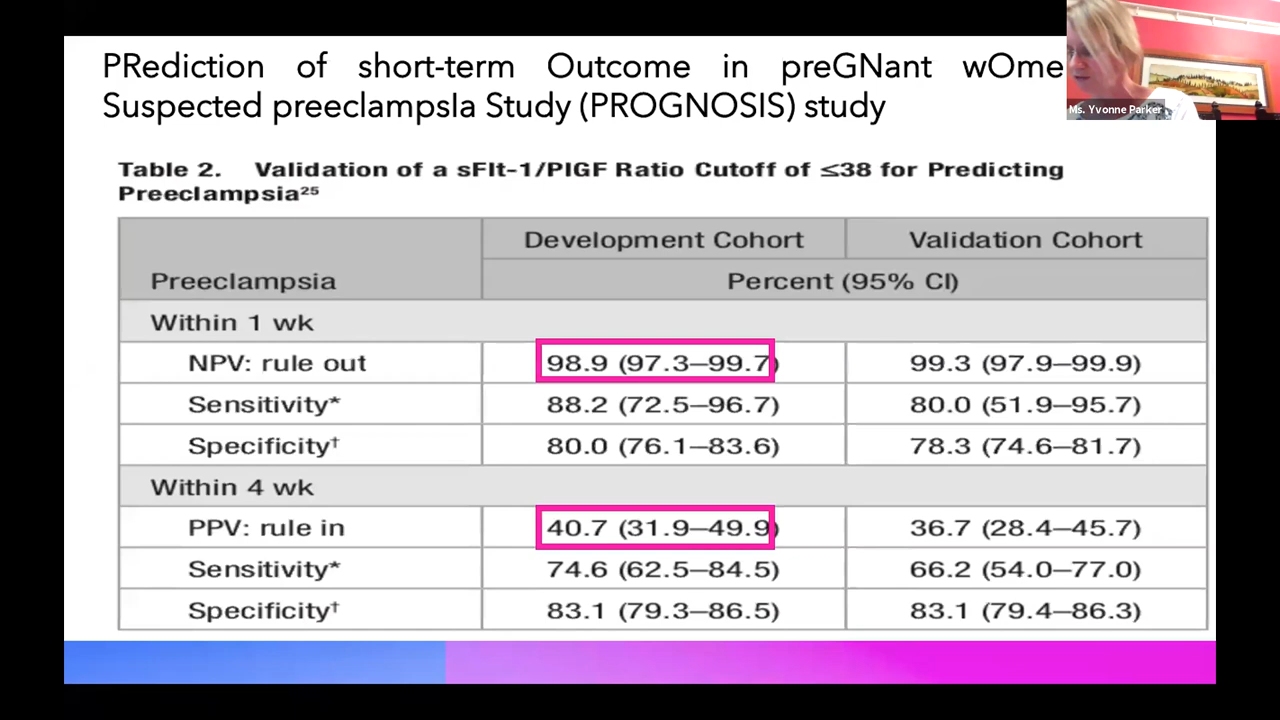 PRediction of short-term Outcome in preGNant wOme
Suspected preeclampsIa Study (PROGNOSIS) study
Ms. Yvonne Parker
Table 2. Validation of a sFlt-1/PlGF Ratio Cutoff of ≤38 for Predicting
Preeclampsia²⁵
Development Cohort Validation Cohort
Preeclampsia Percent (95% CI)
Within 1 wk
NPV: rule out 98.9 (97.3–99.7) 99.3 (97.9–99.9)
Sensitivity* 88.2 (72.5–96.7) 80.0 (51.9–95.7)
Specificity† 80.0 (76.1–83.6) 78.3 (74.6–81.7)
Within 4 wk
PPV: rule in 40.7 (31.9–49.9) 36.7 (28.4–45.7)
Sensitivity* 74.6 (62.5–84.5) 66.2 (54.0–77.0)
Specificity† 83.1 (79.3–86.5) 83.1 (79.4–86.3)